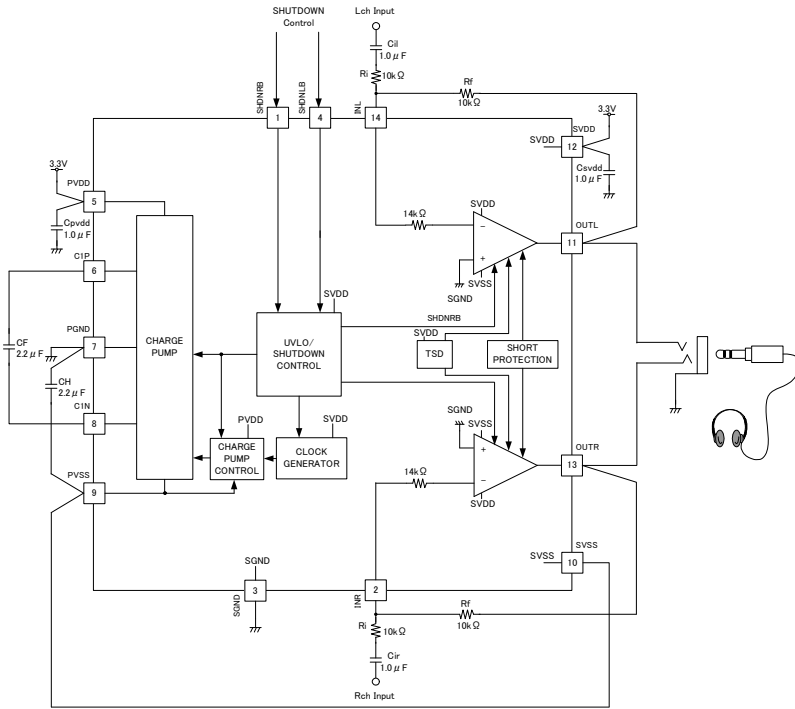 SHUTDOWN
Control
Lch Input
Cil
1.0μF
Ri
10kΩ
Rf
10kΩ
SHDNRB
SHDNLB
INL
1
4
14
3.3V
SVDD
SVDD
12
Csvdd
1.0μF
3.3V
PVDD
5
Cpvdd
1.0μF
C1P
6
14kΩ
SVDD
−
+
SVSS
SGND
OUTL
11
CF
2.2μF
PGND
7
CH
2.2μF
C1N
8
CHARGE
PUMP
SVDD
UVLO/
SHUTDOWN
CONTROL
SHDNRB
SVDD
TSD
SHORT
PROTECTION
PVDD
SVDD
CHARGE
PUMP
CONTROL
CLOCK
GENERATOR
SGND
SVSS
+
−
SVDD
14kΩ
OUTR
13
PVSS
9
SVSS
SVSS
10
SGND
SGND
3
INR
2
Ri
10kΩ
Rf
10kΩ
Cir
1.0μF
Rch Input